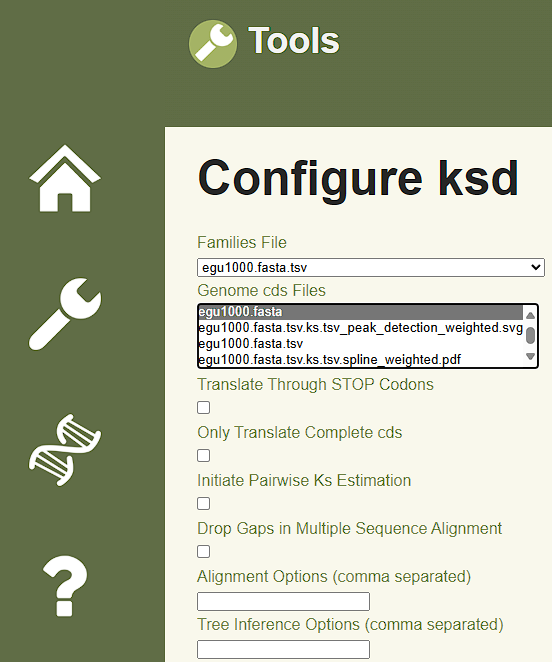 Tools
Configure ksd
Families File
egu1000.fasta.tsv
Genome cds Files
egu1000.fasta
egu1000.fasta.tsv.ks.tsv_peak_detection_weighted.svg
egu1000.fasta.tsv
egu1000.fasta.tsv.ks.tsv.spline_weighted.pdf
Translate Through STOP Codons
Only Translate Complete cds
Initiate Pairwise Ks Estimation
Drop Gaps in Multiple Sequence Alignment
Alignment Options (comma separated)
Tree Inference Options (comma separated)